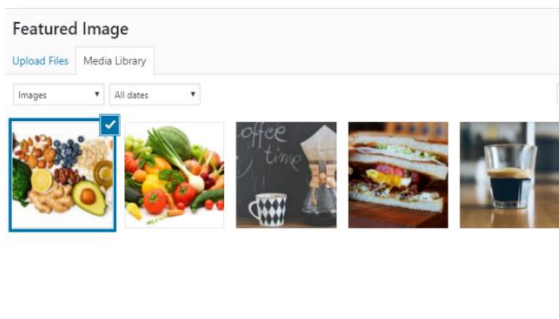 Featured Image
Upload Files
Media Library
Images
All dates
offee
time